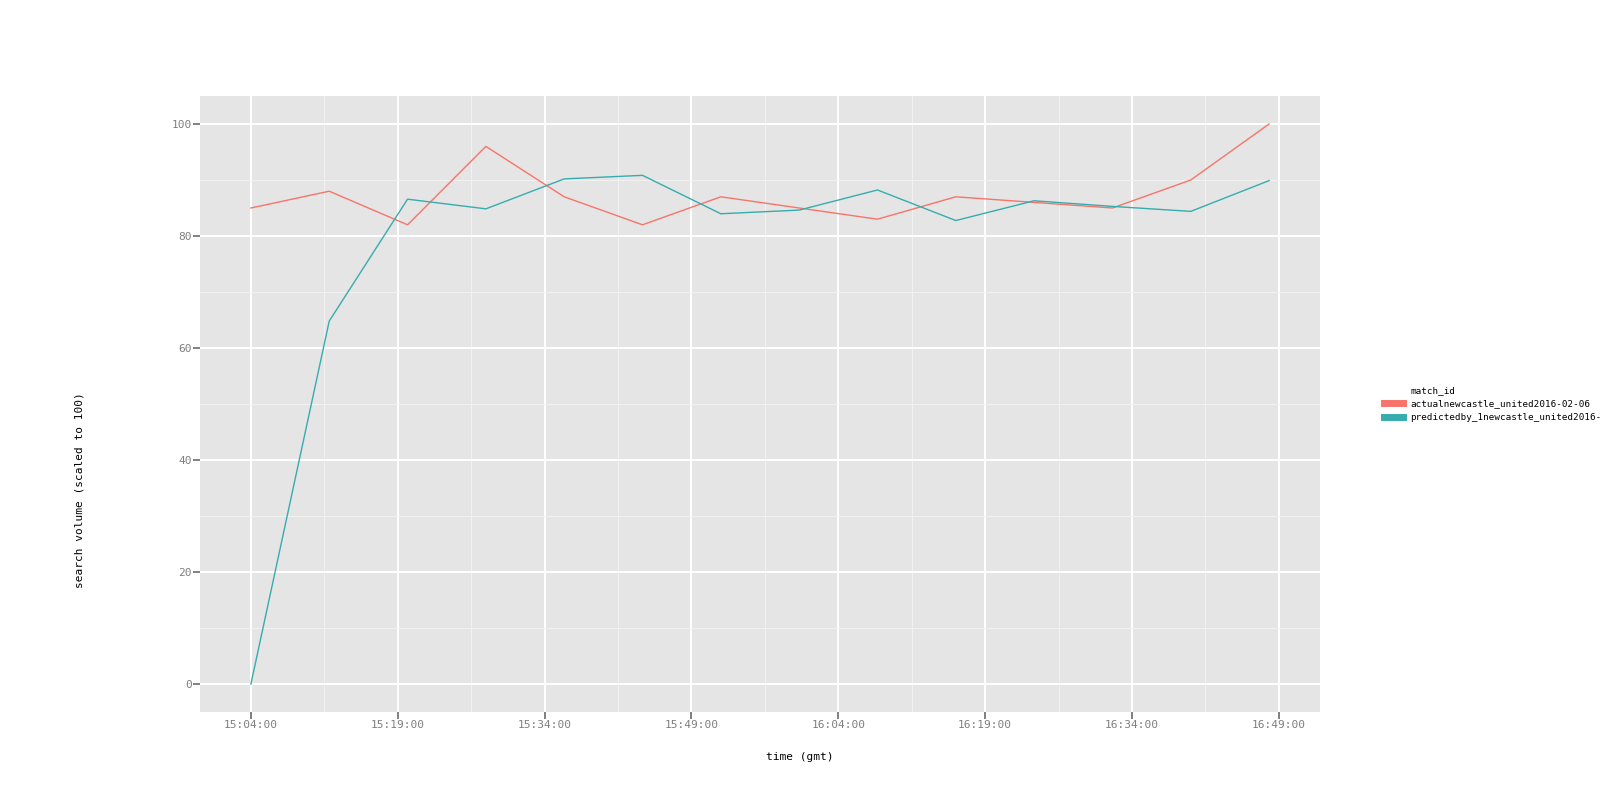 100
80
60
40
20
0
search volume (scaled to 100)
15:04:00 15:19:00 15:34:00 15:49:00 16:04:00 16:19:00 16:34:00 16:49:00
time (gmt)
match_id
actualnewcastle_united2016-02-06
predictedby_1newcastle_united2016-